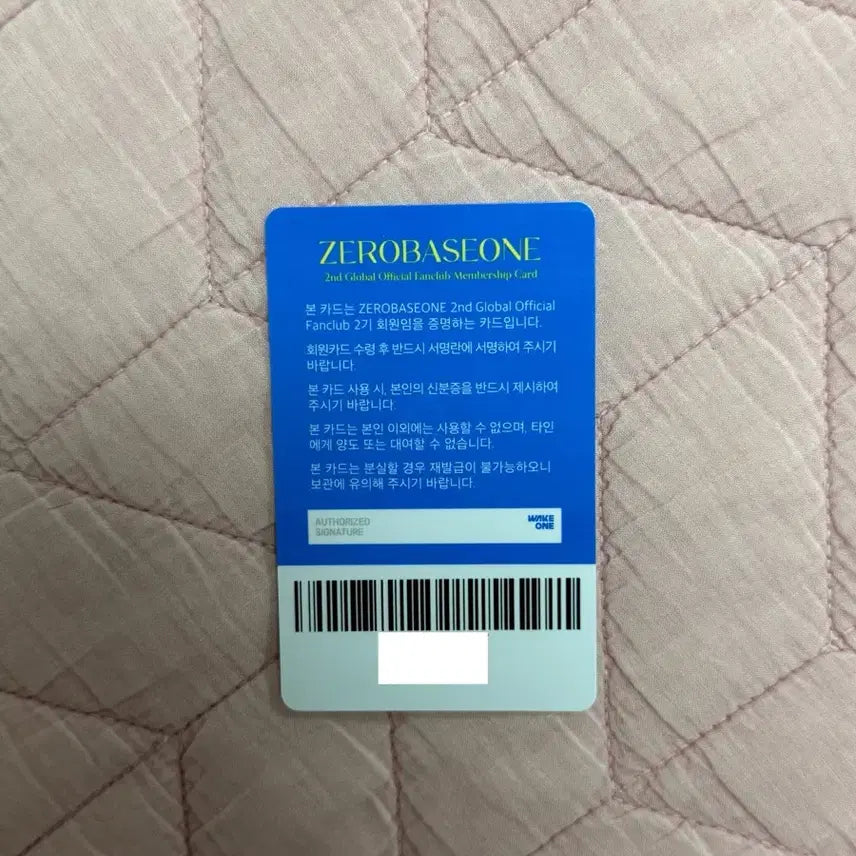 ZEROBASEONE
2nd Global Official Fanclub Membership Card
본 카드는 ZEROBASEONE 2nd Global Official
Fanclub 2기 회원임을 증명하는 카드입니다.
회원카드 수령 후 반드시 서명란에 서명하여 주시기
바랍니다.
본 카드 사용 시, 본인의 신분증을 반드시 제시하여
주시기 바랍니다.
본 카드는 본인 이외에는 사용할 수 없으며, 타인
에게 양도 또는 대여할 수 없습니다.
본 카드는 분실할 경우 재발급이 불가능하오니
보관에 유의해 주시기 바랍니다.
AUTHORIZED
SIGNATURE
WAKE
ONE